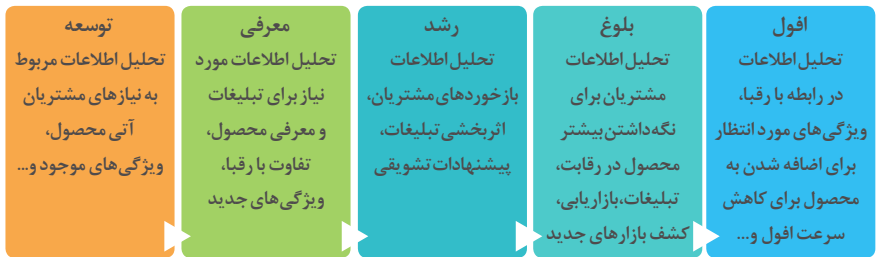 توسعه
تحلیل اطلاعات مربوط
به نیازهای مشتریان
آتی محصول،
ویژگی‌های موجود و...
معرفی
تحلیل اطلاعات مورد
نیاز برای تبلیغات
و معرفی محصول،
تفاوت با رقبا،
ویژگی‌های جدید
رشد
تحلیل اطلاعات
بازخوردهای مشتریان،
اثربخشی تبلیغات،
پیشنهادات تشویقی
بلوغ
تحلیل اطلاعات
مشتریان برای
نگه‌داشتن بیشتر
محصول در رقابت،
تبلیغات، بازاریابی،
کشف بازارهای جدید
افول
تحلیل اطلاعات
در رابطه با رقبا،
ویژگی‌های مورد انتظار
برای اضافه شدن به
محصول برای کاهش
سرعت افول و...